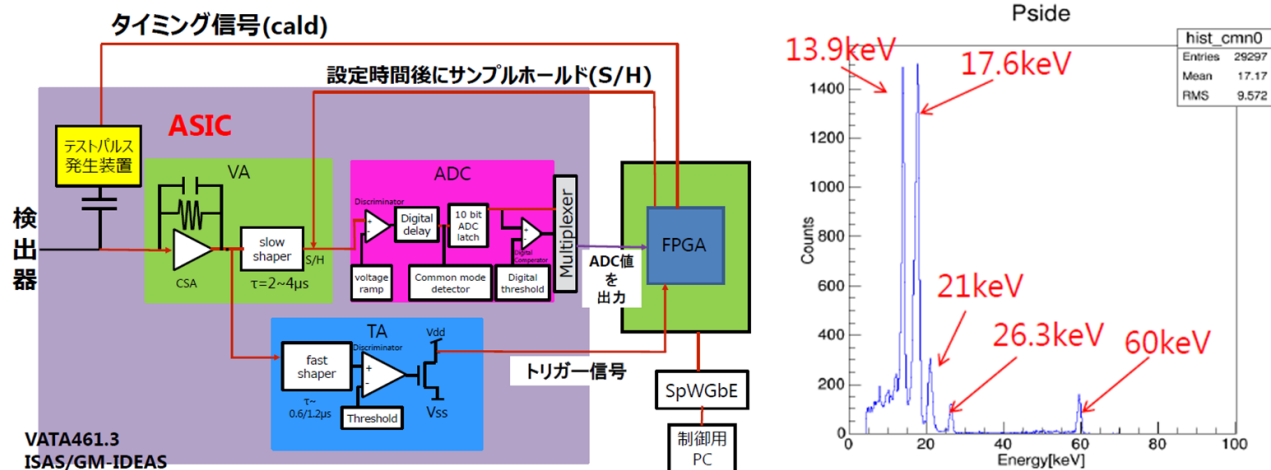 タイミング信号(cald)
設定時間後にサンプルホールド(S/H)
ASIC
テストパルス
発生装置
検
出
器
VA
CSA
slow
shaper
τ=2~4μs
S/H
ADC
Discriminator
+
-
Digital
delay
10 bit
ADC
latch
+
-
Digital
Comperator
voltage
ramp
Common mode
detector
Digital
threshold
Multiplexer
ADC値
を
出力
FPGA
TA
Discriminator
fast
shaper
τ~
0.6/1.2μs
+
-
Threshold
Vdd
Vss
トリガー信号
SpWGbE
制御用
PC
VATA461.3
ISAS/GM-IDEAS
Pside
hist_cmn0
Entries 29297
Mean 17.17
RMS 9.572
13.9keV
17.6keV
21keV
26.3keV
60keV
Counts
1400
1200
1000
800
600
400
200
0
0 20 40 60 80 100
Energy[keV]